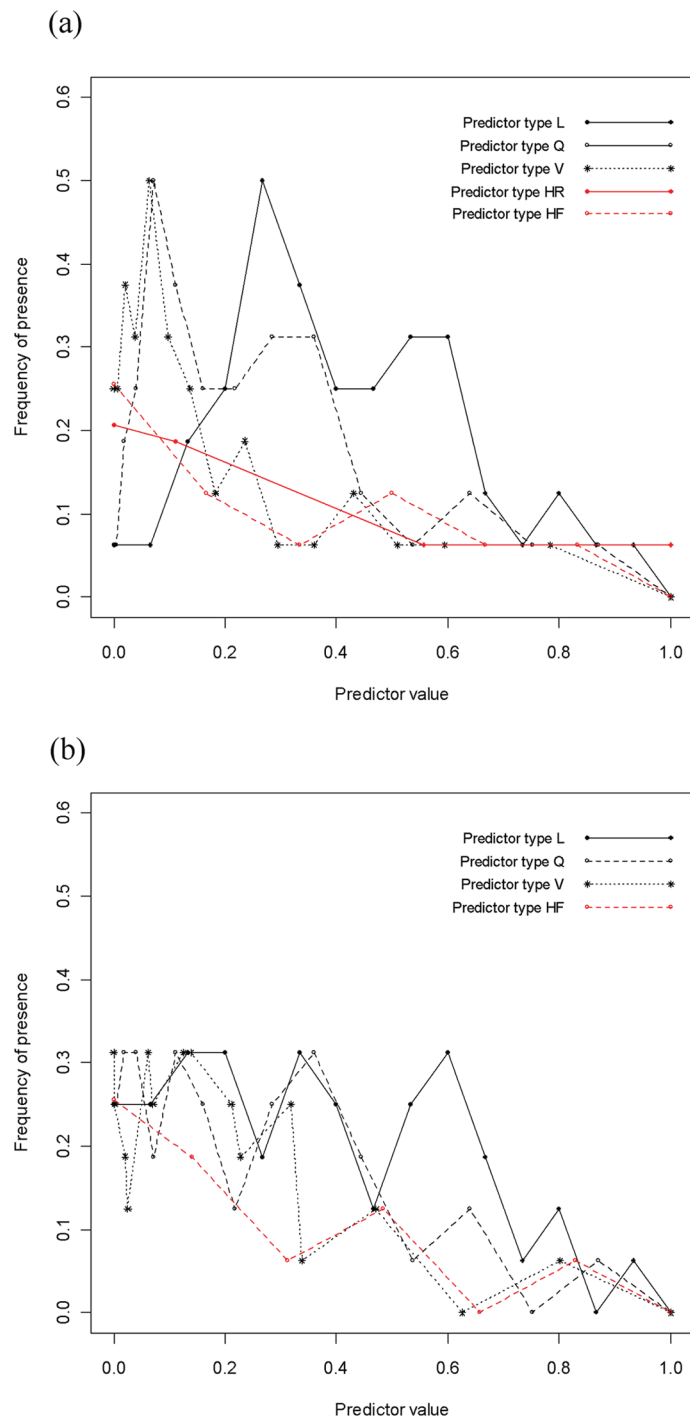 (a)
0.6
0.5
0.4
0.3
0.2
0.1
0.0
Frequency of presence
Predictor type L
Predictor type Q
Predictor type V
Predictor type HR
Predictor type HF
0.0 0.2 0.4 0.6 0.8 1.0
Predictor value
(b)
0.6
0.5
0.4
0.3
0.2
0.1
0.0
Frequency of presence
Predictor type L
Predictor type Q
Predictor type V
Predictor type HF
0.0 0.2 0.4 0.6 0.8 1.0
Predictor value